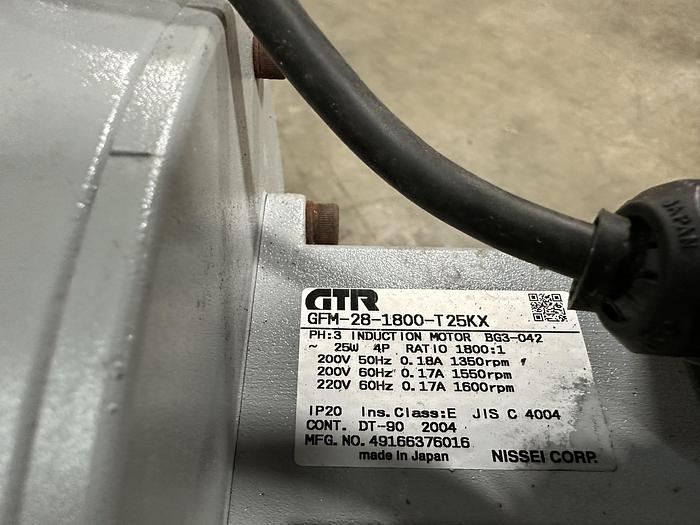 JAPAN
GTR
GFM-28-1800-T25KX
PH:3 INDUCTION MOTOR BG3-042
~ 25W 4P RATIO 1800:1
200V 50Hz 0.18A 1350rpm
200V 60Hz 0.17A 1550rpm
220V 60Hz 0.17A 1600rpm
IP20 Ins.Class:E JIS C 4004
CONT. DT-90 2004
MFG.NO.49166376016
made in Japan NISSEI CORP.